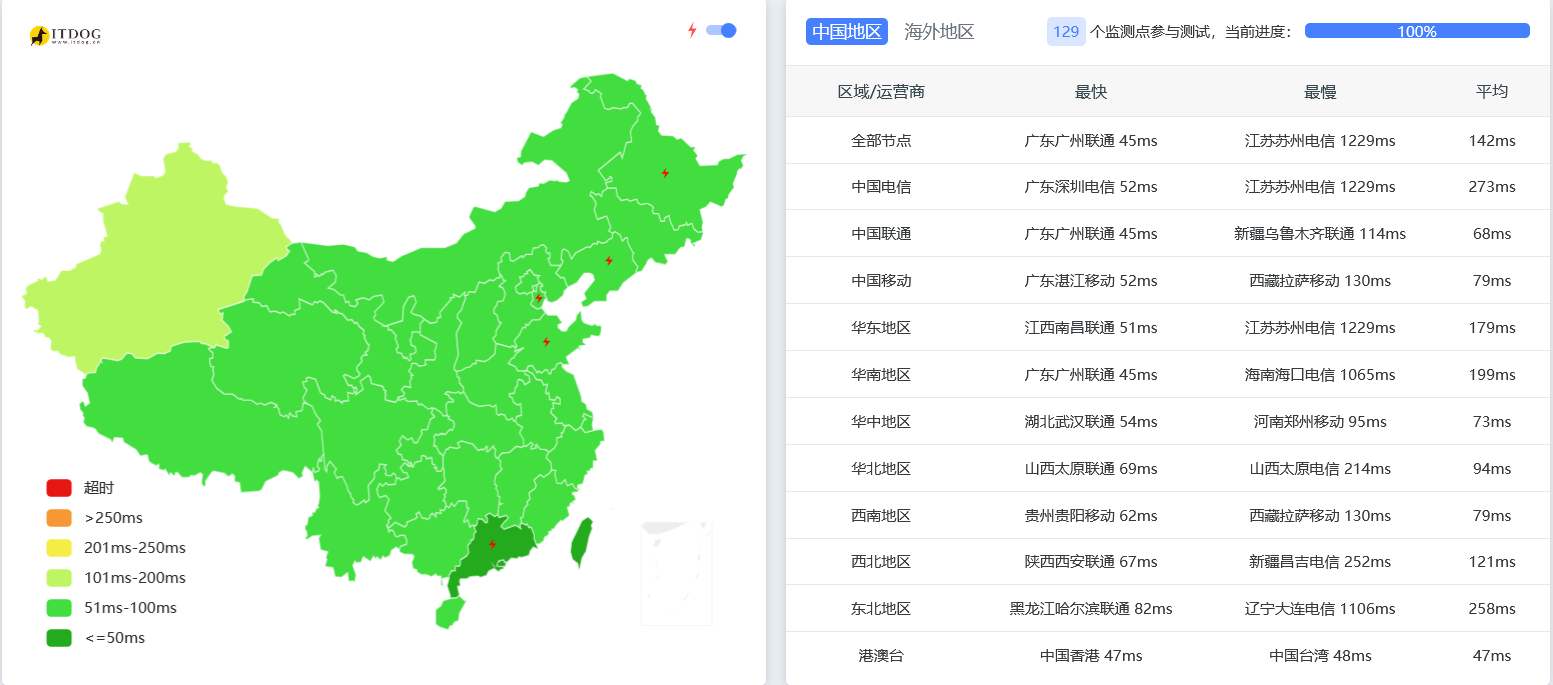 ITDOG
www.itdog.cn
超时
>250ms
201ms-250ms
101ms-200ms
51ms-100ms
<=50ms
中国地区 海外地区 129 个监测点参与测试，当前进度： 100%
区域/运营商 最快 最慢 平均
全部节点 广东广州联通 45ms 江苏苏州电信 1229ms 142ms
中国电信 广东深圳电信 52ms 江苏苏州电信 1229ms 273ms
中国联通 广东广州联通 45ms 新疆乌鲁木齐联通 114ms 68ms
中国移动 广东湛江移动 52ms 西藏拉萨移动 130ms 79ms
华东地区 江西南昌联通 51ms 江苏苏州电信 1229ms 179ms
华南地区 广东广州联通 45ms 海南海口电信 1065ms 199ms
华中地区 湖北武汉联通 54ms 河南郑州移动 95ms 73ms
华北地区 山西太原联通 69ms 山西太原电信 214ms 94ms
西南地区 贵州贵阳移动 62ms 西藏拉萨移动 130ms 79ms
西北地区 陕西西安联通 67ms 新疆昌吉电信 252ms 121ms
东北地区 黑龙江哈尔滨联通 82ms 辽宁大连电信 1106ms 258ms
港澳台 中国香港 47ms 中国台湾 48ms 47ms